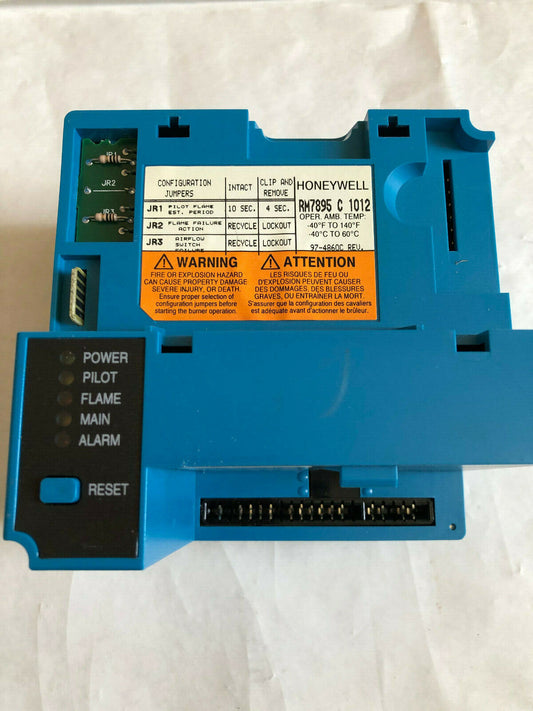 JR1
JR2
JR3
CONFIGURATION JUMPERS INTACT CLIP AND REMOVE
JR1 PILOT FLAME EST. PERIOD 10 SEC. 4 SEC.
JR2 FLAME FAILURE ACTION RECYCLE LOCKOUT
JR3 AIRFLOW SWITCH FAILURE RECYCLE LOCKOUT
HONEYWELL
RM7895 C 1012
OPER. AMB. TEMP:
-40°F TO 140°F
-40°C TO 60°C
97-4860C REV.
WARNING
FIRE OR EXPLOSION HAZARD
CAN CAUSE PROPERTY DAMAGE
SEVERE INJURY, OR DEATH.
Ensure proper selection of
configuration jumpers before
starting the burner operation.
ATTENTION
LES RISQUES DE FEU OU
D'EXPLOSION PEUVENT CAUSER
DES DOMMAGES. DES BLESSURES
GRAVES, OU ENTRAÎNER LA MORT.
S'assurer que la configuration des cavaliers
est adéquate avant d'actionner le brûleur.
POWER
PILOT
FLAME
MAIN
ALARM
RESET